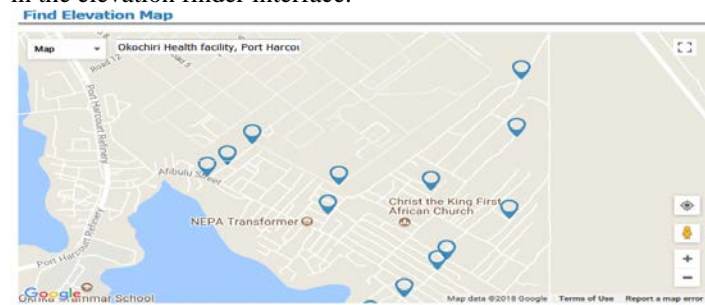 in the elevation finder interface.
Find Elevation Map
Map
Okochiri Health facility, Port Harcou
Road 12
Port Harcourt Refinery
Afibulu Street
Christ the King First
African Church
NEPA Transformer
Port Harcourt Refinery
Google
Okrika Grammar School
Map data ©2018 Google
Terms of Use
Report a map error